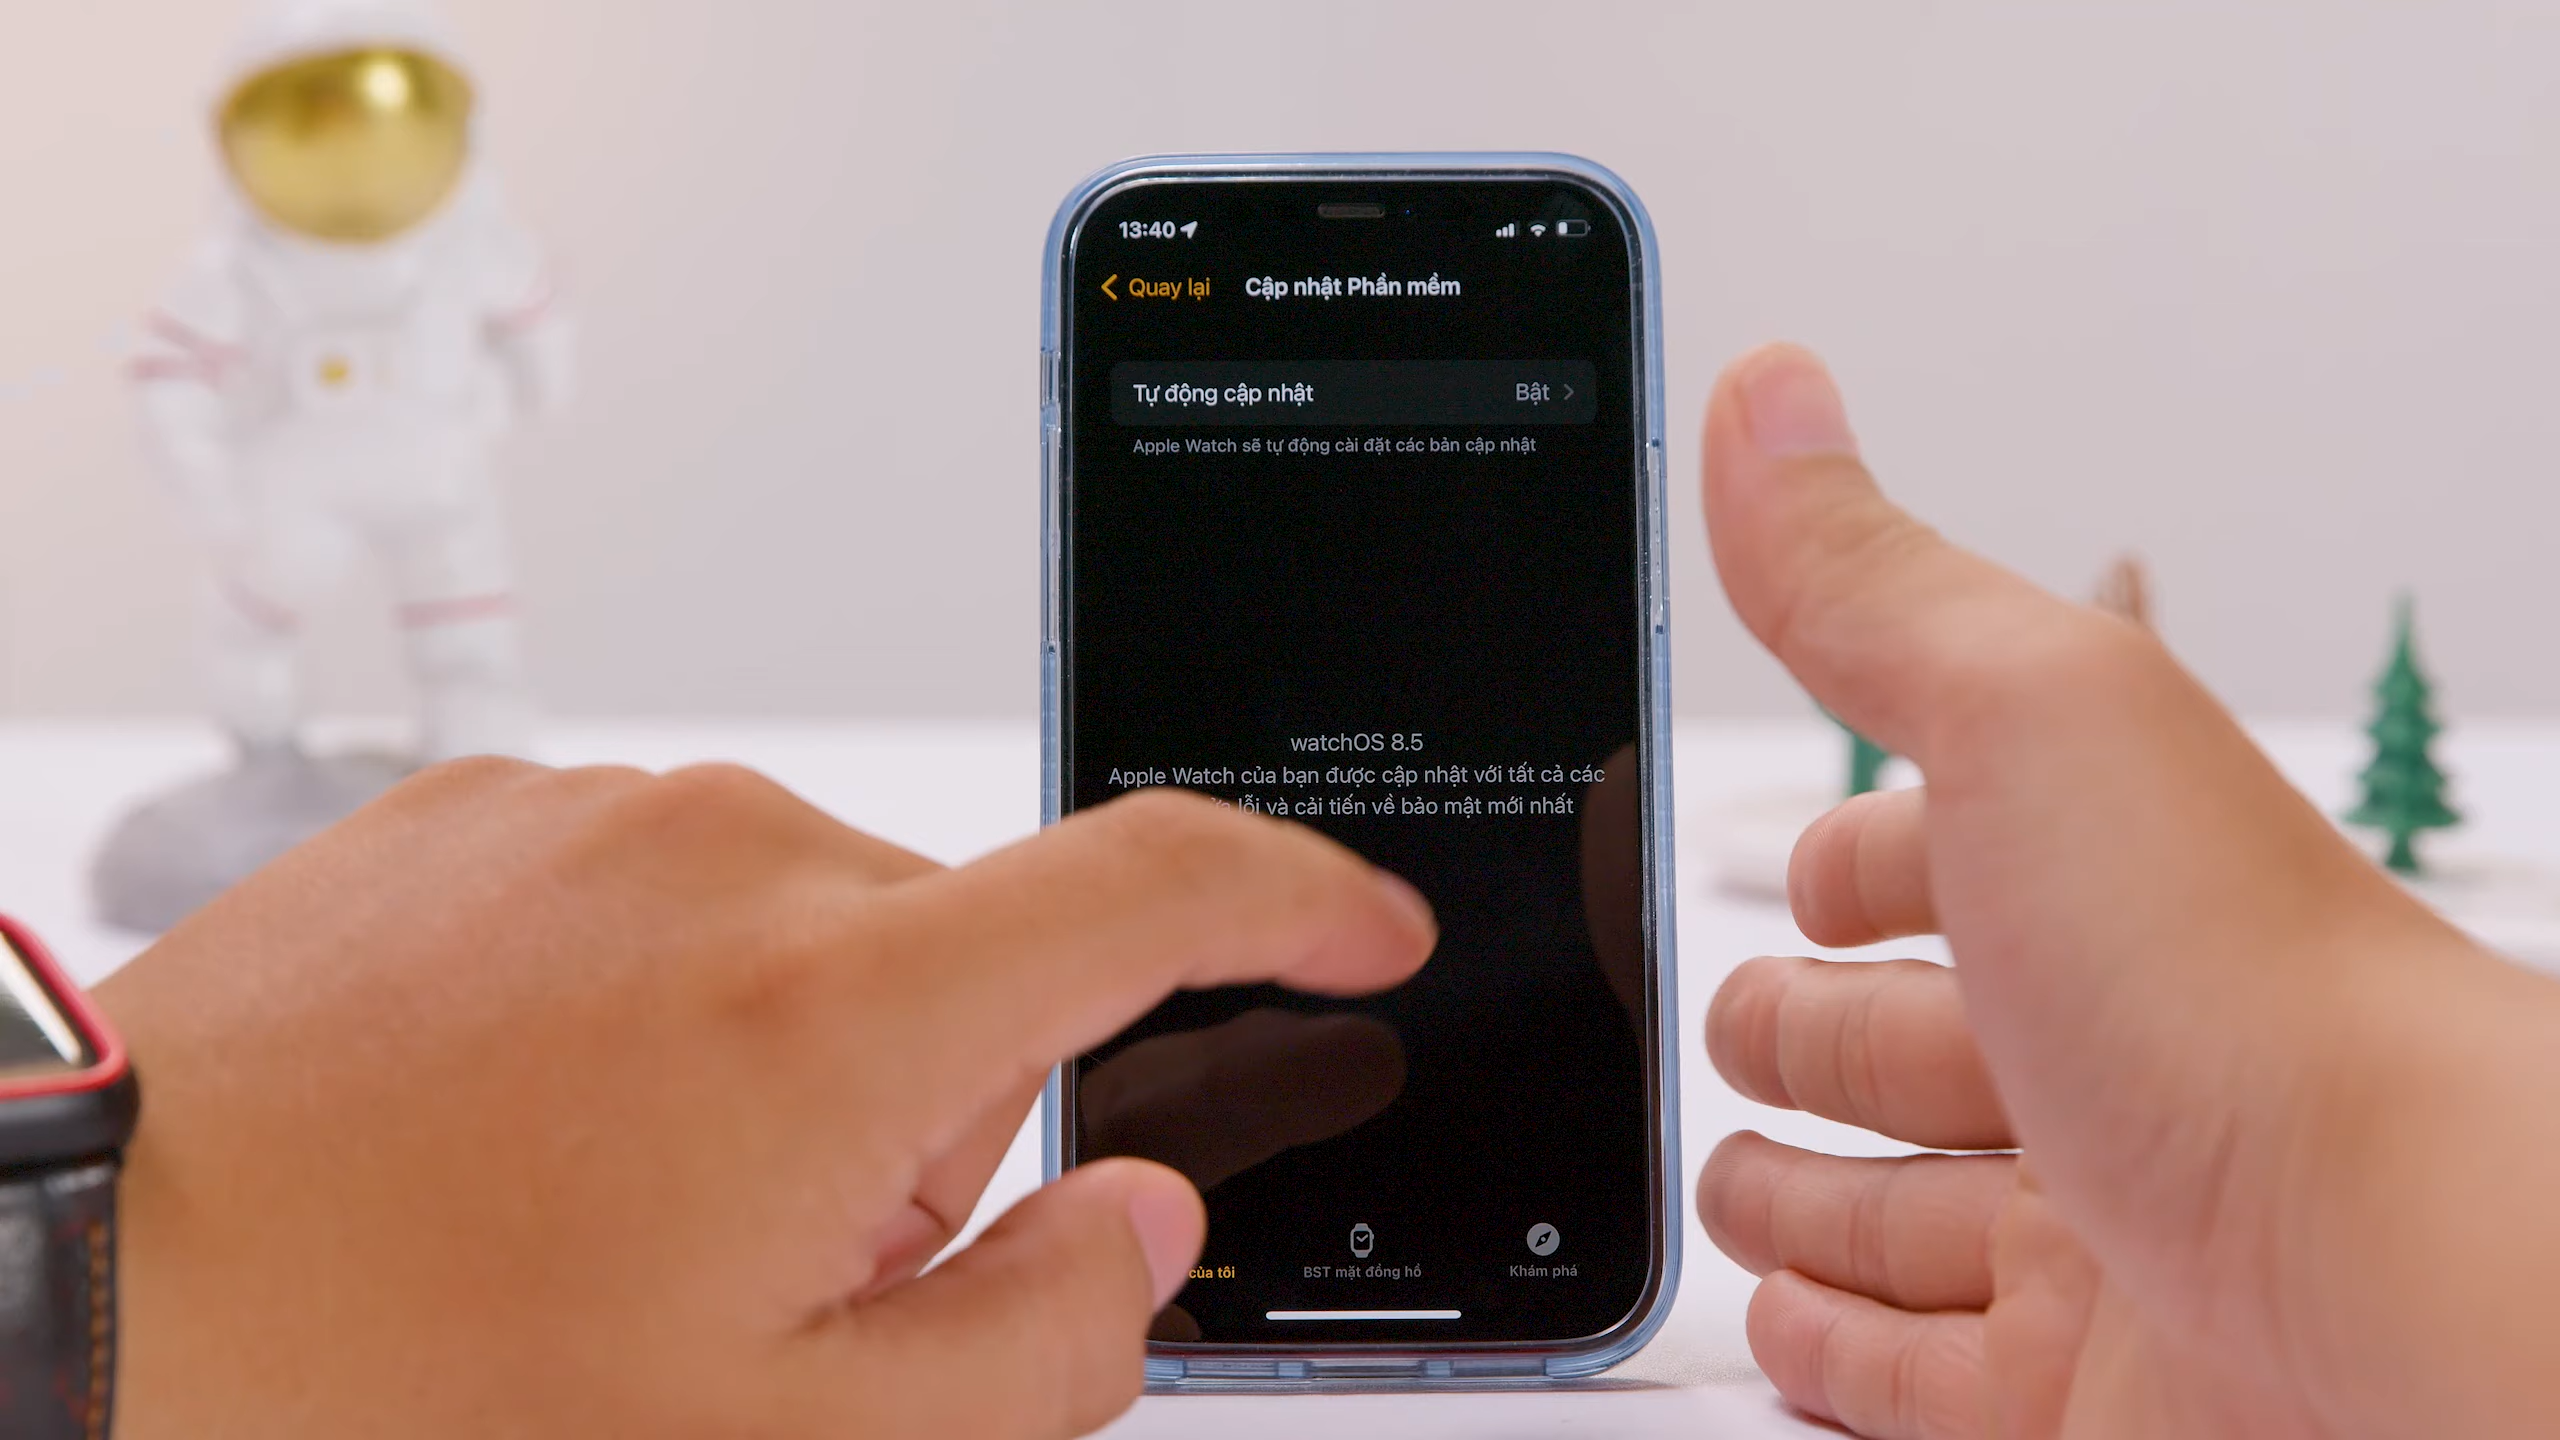 13:40
Quay lại Cập nhật Phần mềm
Tự động cập nhật Bật
Apple Watch sẽ tự động cài đặt các bản cập nhật
watchOS 8.5
Apple Watch của bạn được cập nhật với tất cả các
lỗi và cải tiến về bảo mật mới nhất
của tôi BST mặt đồng hồ Khám phá